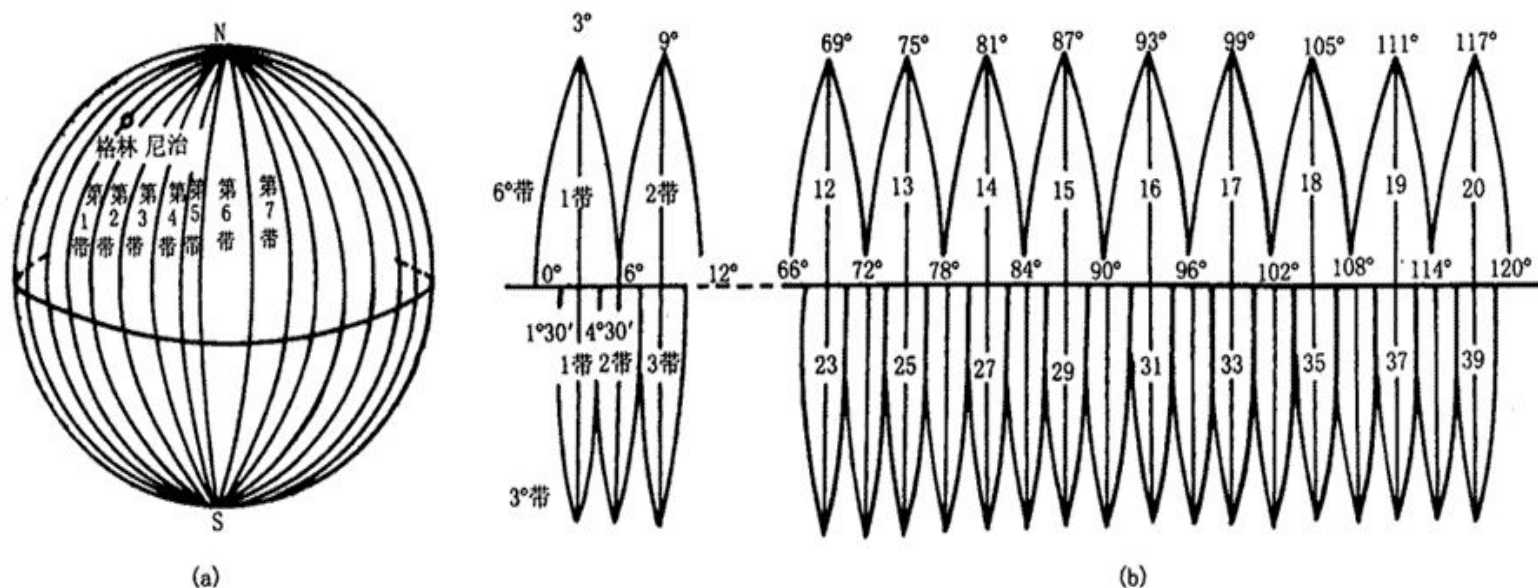 N
格林尼治
第1带
第2带
第3带
第4带
第5带
第6带
第7带
S
(a)
3° 9° 69° 75° 81° 87° 93° 99° 105° 111° 117°
6°带 1带 2带 12 13 14 15 16 17 18 19 20
0° 6° 12° 66° 72° 78° 84° 90° 96° 102° 108° 114° 120°
1°30′ 4°30′
1带 2带 3带 23 25 27 29 31 33 35 37 39
3°带
(b)